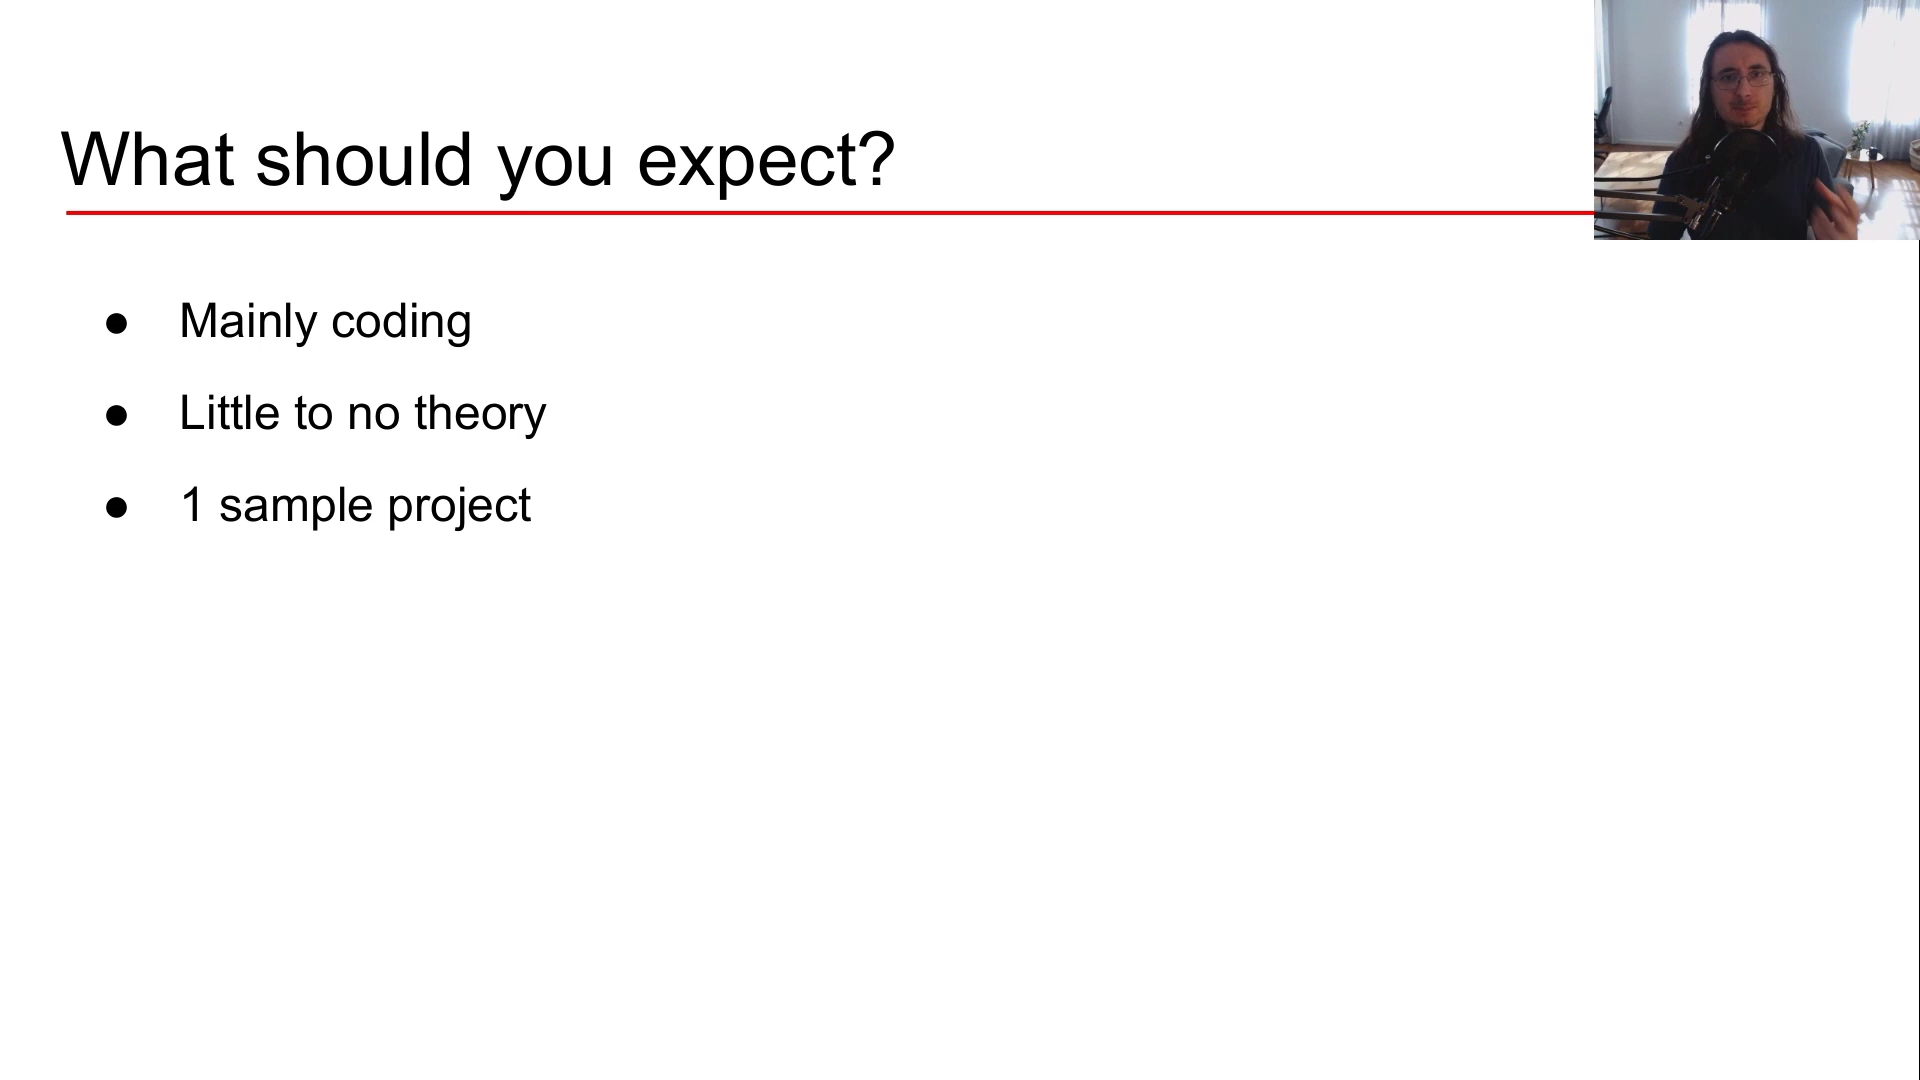 What should you expect?
● Mainly coding
● Little to no theory
● 1 sample project